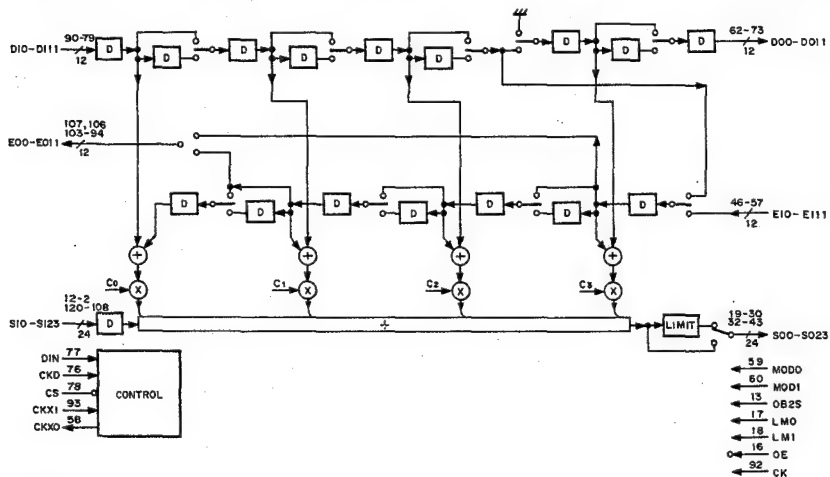 DI0-DI11 90-79 12
D D D D D D D D D
62-73 12 DO0-DO11
107, 106
103-94
EO0-EO11 12
D D D D D D D
46-57 12 EI0-EI11
+ + + +
C0 X C1 X C2 X C3 X
12-2
120-108
SI0-SI23 24 D
+
LIMIT
19-30
32-43
24 SO0-SO23
DIN 77
CKD 76
CS 78
CKXI 93
CKXO 58
CONTROL
59 MOD0
60 MOD1
13 OB2S
17 LM0
18 LM1
16 OE
92 CK